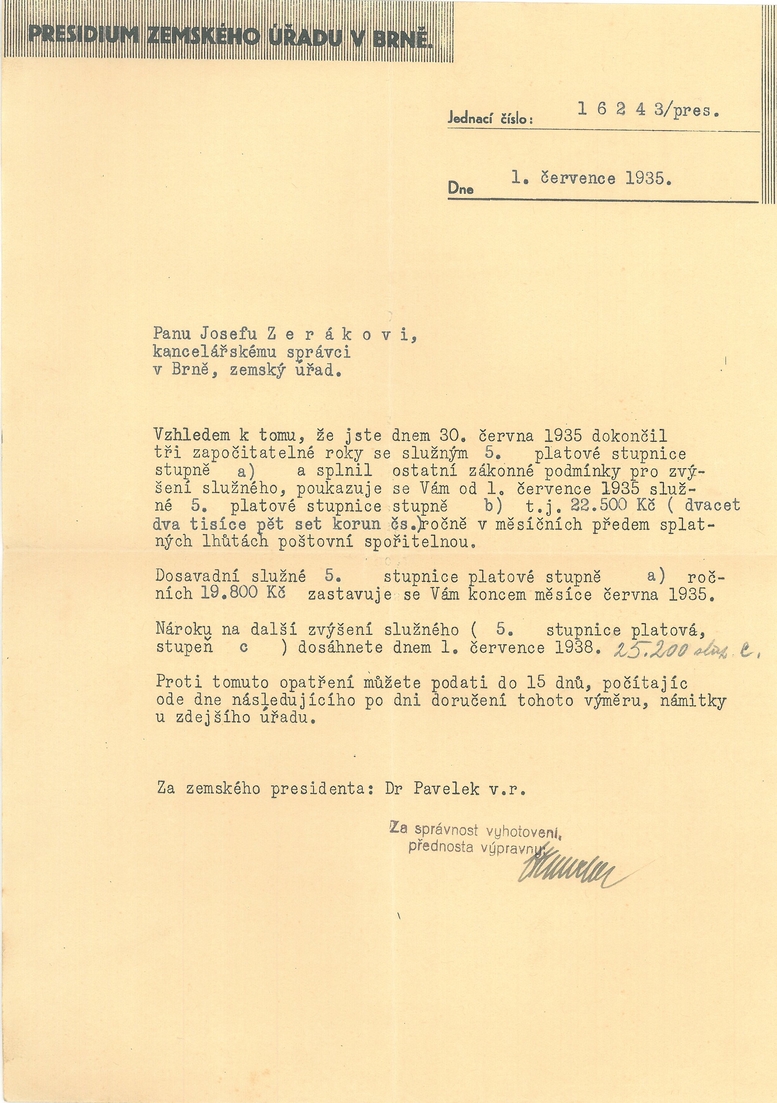 PRESIDIUM ZEMSKÉHO ÚŘADU V BRNĚ.
Jednací číslo: 1 6 2 4 3/pres.
Dne 1. července 1935.
Panu Josefu Z e r á k o v i,
kancelářskému správci
v Brně, zemský úřad.
Vzhledem k tomu, že jste dnem 30. června 1935 dokončil
tři započitatelné roky se služným 5. platové stupnice
stupně a) a splnil ostatní zákonné podmínky pro zvý-
šení služného, poukazuje se Vám od 1. července 1935 služ-
né 5. platové stupnice stupně b) t.j. 22.500 Kč ( dvacet
dva tisíce pět set korun čs.)ročně v měsíčních předem splat-
ných lhůtách poštovní spořitelnou.
Dosavadní služné 5. stupnice platové stupně a) roč-
ních 19.800 Kč zastavuje se Vám koncem měsíce června 1935.
Nároku na další zvýšení služného ( 5. stupnice platová,
stupeň c ) dosáhnete dnem 1. července 1938. 25.200 c.
Proti tomuto opatření můžete podati do 15 dnů, počítajíc
ode dne následujícího po dni doručení tohoto výměru, námitky
u zdejšího úřadu.
Za zemského presidenta: Dr Pavelek v.r.
Za správnost vyhotovení,
přednosta výpravny: